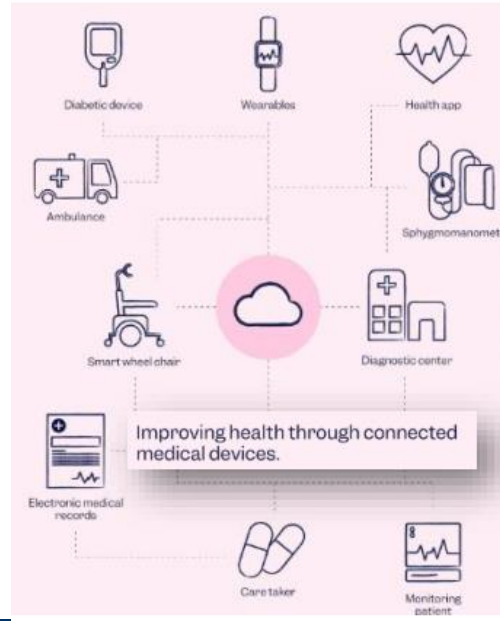 Diabetic device
Wearables
Health app
Ambulance
Sphygmomanomet
Smart wheel chair
Diagnostic center
Improving health through connected
medical devices.
Electronic medical
records
Care taker
Monitoring
patient